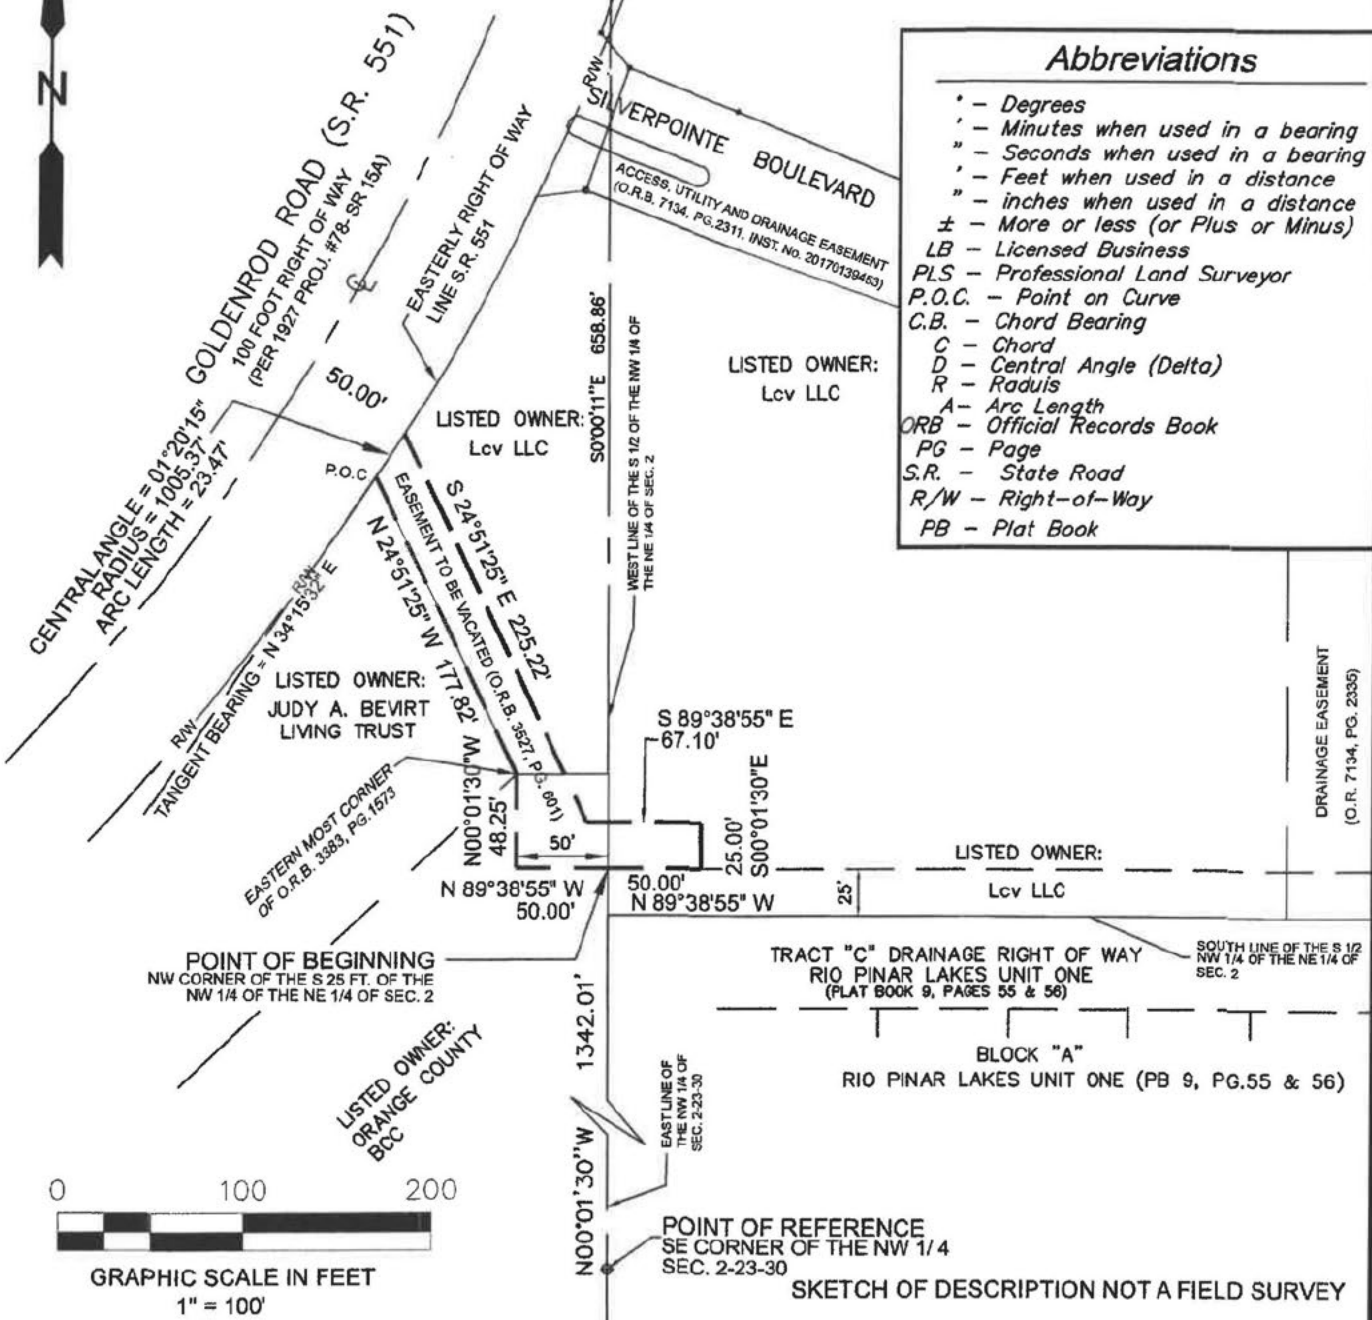 N
GOLDENROD ROAD (S.R. 551)
100 FOOT RIGHT OF WAY
(PER 1927 PROJ. #78-SR 15A)
℄
50.00'
EASTERLY RIGHT OF WAY
LINE S.R. 551
R/W
SILVERPOINTE BOULEVARD
ACCESS, UTILITY AND DRAINAGE EASEMENT
(O.R.B. 7134, PG.2311, INST. No. 20170139463)
Abbreviations
° – Degrees
' – Minutes when used in a bearing
" – Seconds when used in a bearing
' – Feet when used in a distance
" – inches when used in a distance
± – More or less (or Plus or Minus)
LB – Licensed Business
PLS – Professional Land Surveyor
P.O.C. – Point on Curve
C.B. – Chord Bearing
C – Chord
D – Central Angle (Delta)
R – Raduis
A– Arc Length
ORB – Official Records Book
PG – Page
S.R. – State Road
R/W – Right–of–Way
PB – Plat Book
CENTRAL ANGLE = 01°20'15"
RADIUS = 1005.37'
ARC LENGTH = 23.47'
P.O.C
LISTED OWNER:
Lcv LLC
S0°00'11"E 658.86'
WEST LINE OF THE S 1/2 OF THE NW 1/4 OF
THE NE 1/4 OF SEC. 2
LISTED OWNER:
Lcv LLC
S 24°51'25" E 225.22'
EASEMENT TO BE VACATED (O.R.B. 3527, PG. 601)
N 24°51'25" W 177.82'
R/W
R/W
TANGENT BEARING = N 34°15'32" E
LISTED OWNER:
JUDY A. BEVIRT
LIVING TRUST
EASTERN MOST CORNER
OF O.R.B. 3383, PG.1573
N00°01'30"W
48.25'
50'
S 89°38'55" E
67.10'
25.00'
S00°01'30"E
N 89°38'55" W
50.00'
50.00'
N 89°38'55" W
25'
LISTED OWNER:
Lcv LLC
DRAINAGE EASEMENT
(O.R. 7134, PG. 2335)
POINT OF BEGINNING
NW CORNER OF THE S 25 FT. OF THE
NW 1/4 OF THE NE 1/4 OF SEC. 2
TRACT "C" DRAINAGE RIGHT OF WAY
RIO PINAR LAKES UNIT ONE
(PLAT BOOK 9, PAGES 55 & 56)
SOUTH LINE OF THE S 1/2
NW 1/4 OF THE NE 1/4 OF
SEC. 2
BLOCK "A"
RIO PINAR LAKES UNIT ONE (PB 9, PG.55 & 56)
LISTED OWNER:
ORANGE COUNTY
BCC
N00°01'30"W 1342.01'
EAST LINE OF
THE NW 1/4 OF
SEC. 2-23-30
POINT OF REFERENCE
SE CORNER OF THE NW 1/4
SEC. 2-23-30
0 100 200
GRAPHIC SCALE IN FEET
1" = 100'
SKETCH OF DESCRIPTION NOT A FIELD SURVEY